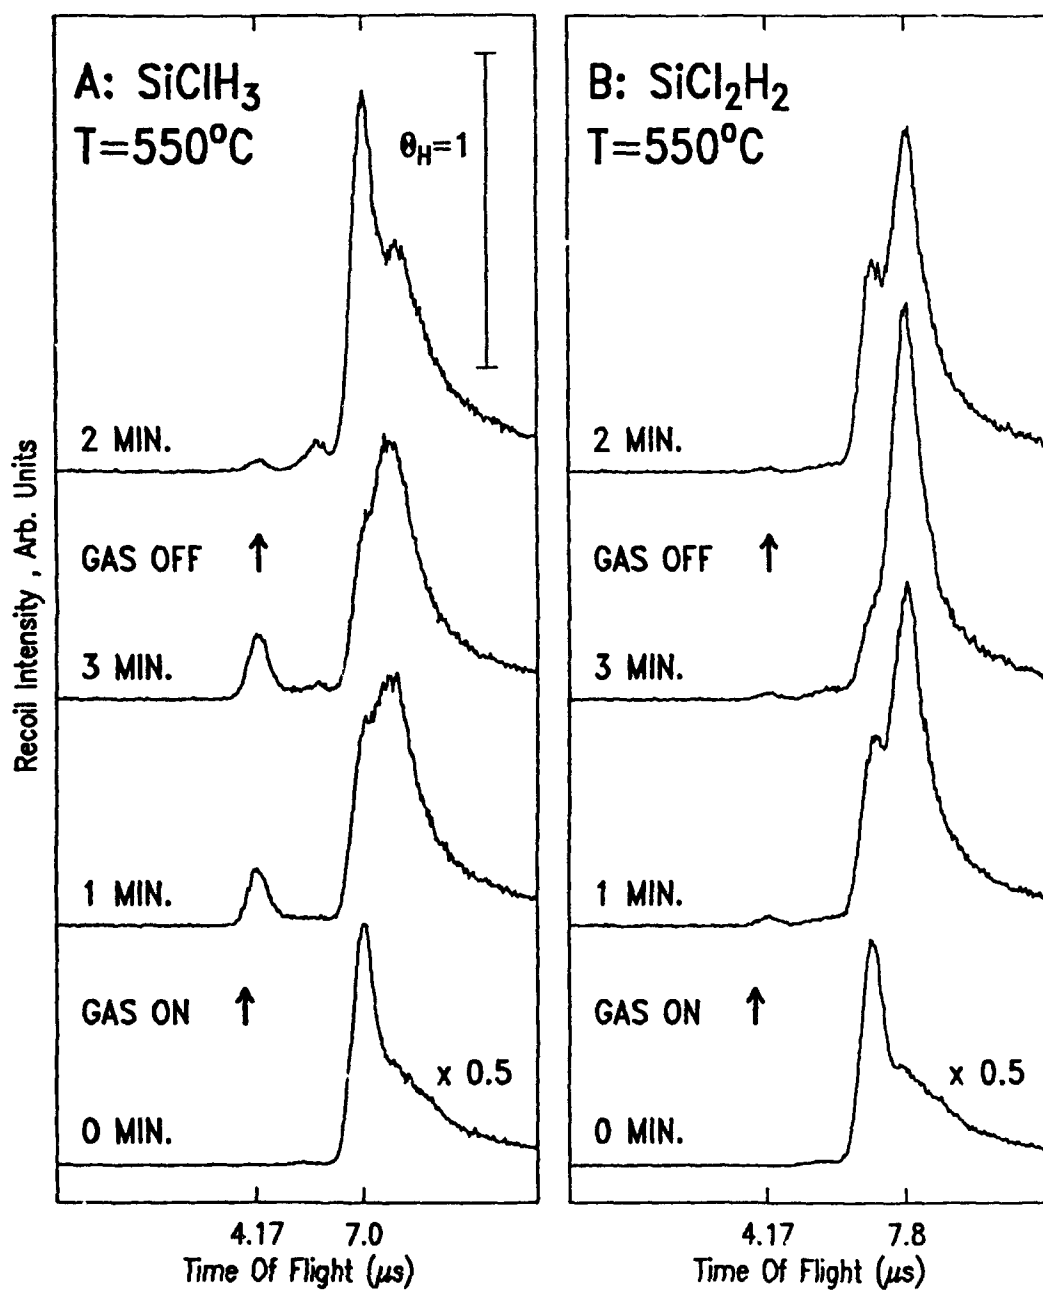 Recoil Intensity , Arb. Units
A: SiClH₃
T=550°C
θ_H=1
2 MIN.
GAS OFF ↑
3 MIN.
1 MIN.
GAS ON ↑
x 0.5
0 MIN.
4.17 7.0
Time Of Flight (μs)
B: SiCl₂H₂
T=550°C
2 MIN.
GAS OFF ↑
3 MIN.
1 MIN.
GAS ON ↑
x 0.5
0 MIN.
4.17 7.8
Time Of Flight (μs)